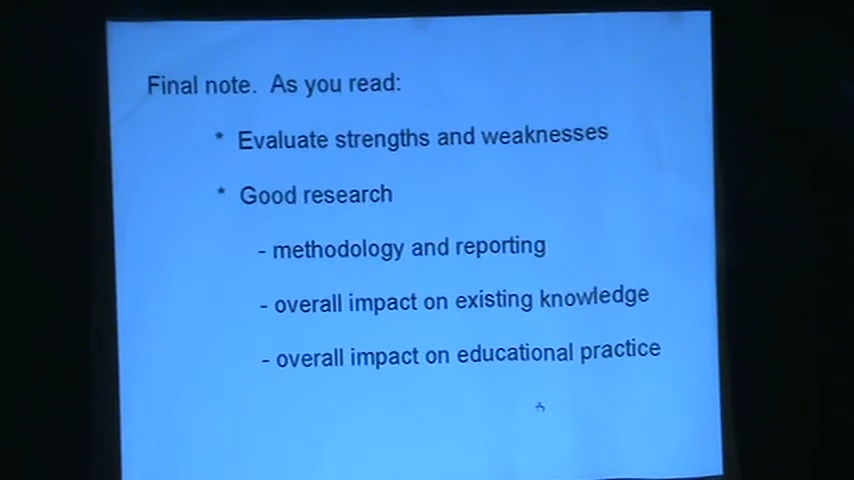 Final note. As you read:
* Evaluate strengths and weaknesses
* Good research
- methodology and reporting
- overall impact on existing knowledge
- overall impact on educational practice